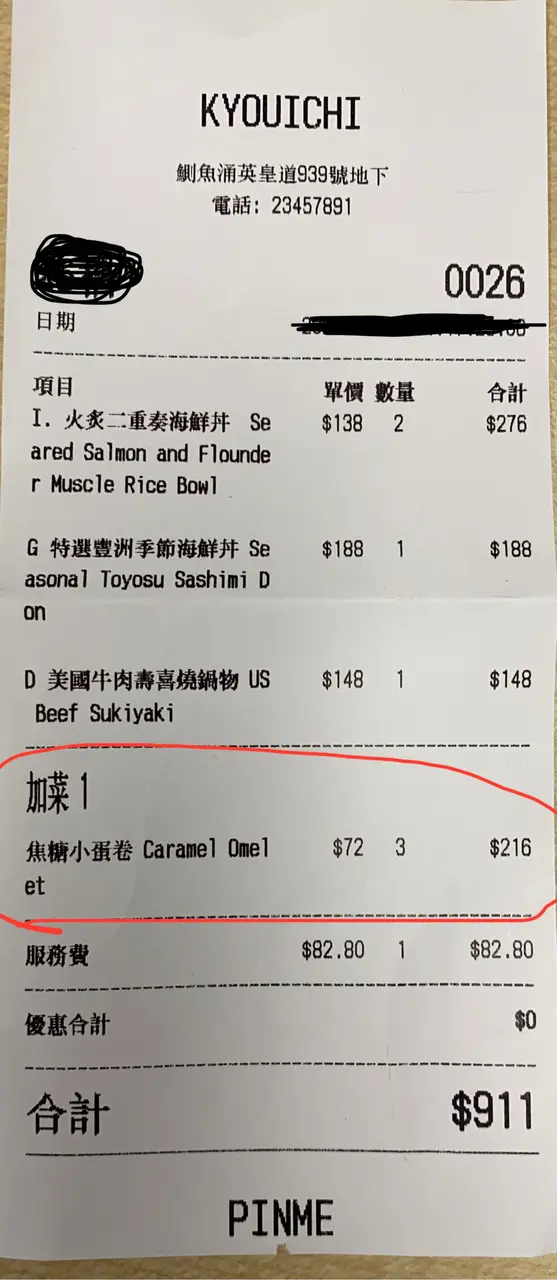 KYOUICHI
鰂魚涌英皇道939號地下
電話: 23457891
0026
日期
項目 單價 數量 合計
I. 火炙二重奏海鮮丼 Se $138 2 $276
ared Salmon and Flounde
r Muscle Rice Bowl
G 特選豐洲季節海鮮丼 Se $188 1 $188
asonal Toyosu Sashimi D
on
D 美國牛肉壽喜燒鍋物 US $148 1 $148
Beef Sukiyaki
加菜 1
焦糖小蛋卷 Caramel Omel $72 3 $216
et
服務費 $82.80 1 $82.80
優惠合計 $0
合計 $911
PINME